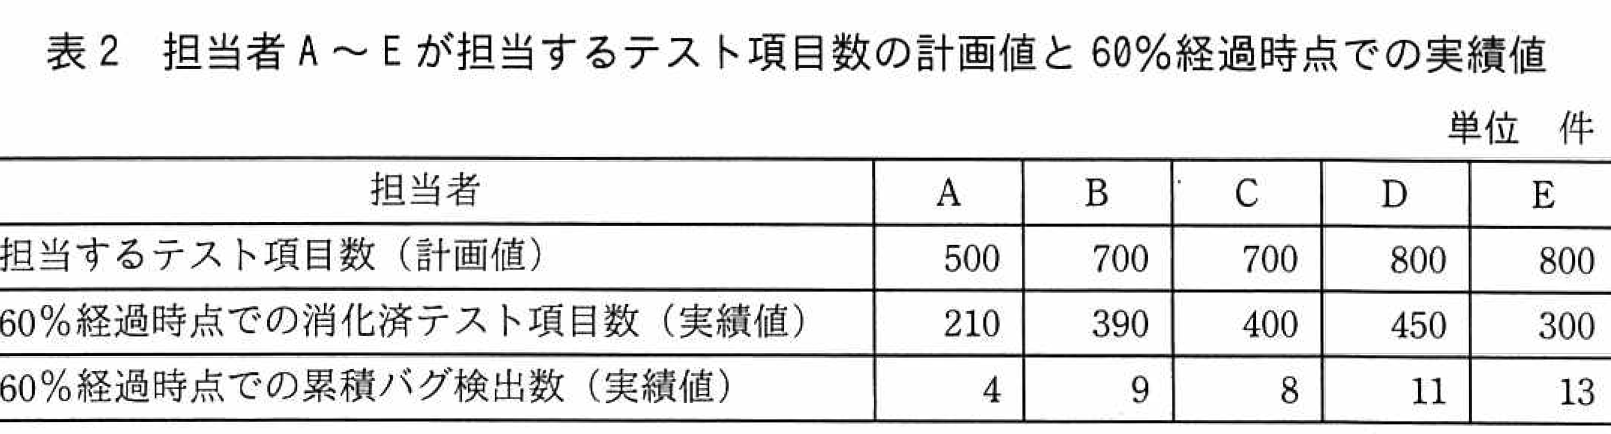 表2 担当者A～Eが担当するテスト項目数の計画値と60%経過時点での実績値
単位 件
担当者 A B C D E
担当するテスト項目数（計画値） 500 700 700 800 800
60%経過時点での消化済テスト項目数（実績値） 210 390 400 450 300
60%経過時点での累積バグ検出数（実績値） 4 9 8 11 13